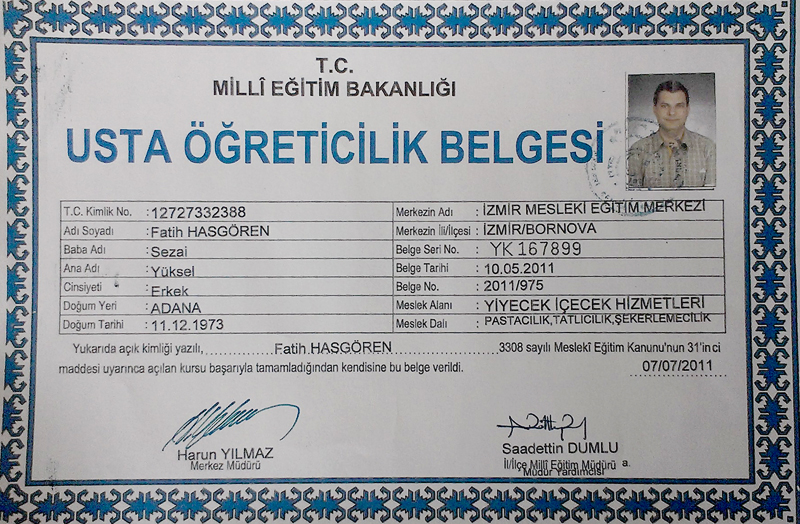 T.C.
MİLLÎ EĞİTİM BAKANLIĞI
USTA ÖĞRETİCİLİK BELGESİ
T.C. Kimlik No. : 12727332388
Adı Soyadı : Fatih HASGÖREN
Baba Adı : Sezai
Ana Adı : Yüksel
Cinsiyeti : Erkek
Doğum Yeri : ADANA
Doğum Tarihi : 11.12.1973
Merkezin Adı : İZMİR MESLEKİ EĞİTİM MERKEZİ
Merkezin İli/İlçesi : İZMİR/BORNOVA
Belge Seri No. : YK 167899
Belge Tarihi : 10.05.2011
Belge No. : 2011/975
Meslek Alanı : YİYECEK İÇECEK HİZMETLERİ
Meslek Dalı : PASTACILIK,TATLICILIK,ŞEKERLEMECİLİK
Yukarıda açık kimliği yazılı, Fatih HASGÖREN 3308 sayılı Meslekî Eğitim Kanunu'nun 31'inci
maddesi uyarınca açılan kursu başarıyla tamamladığından kendisine bu belge verildi. 07/07/2011
Harun YILMAZ
Merkez Müdürü
Saadettin DUMLU
İl/İlçe Millî Eğitim Müdürü a.
Müdür Yardımcısı